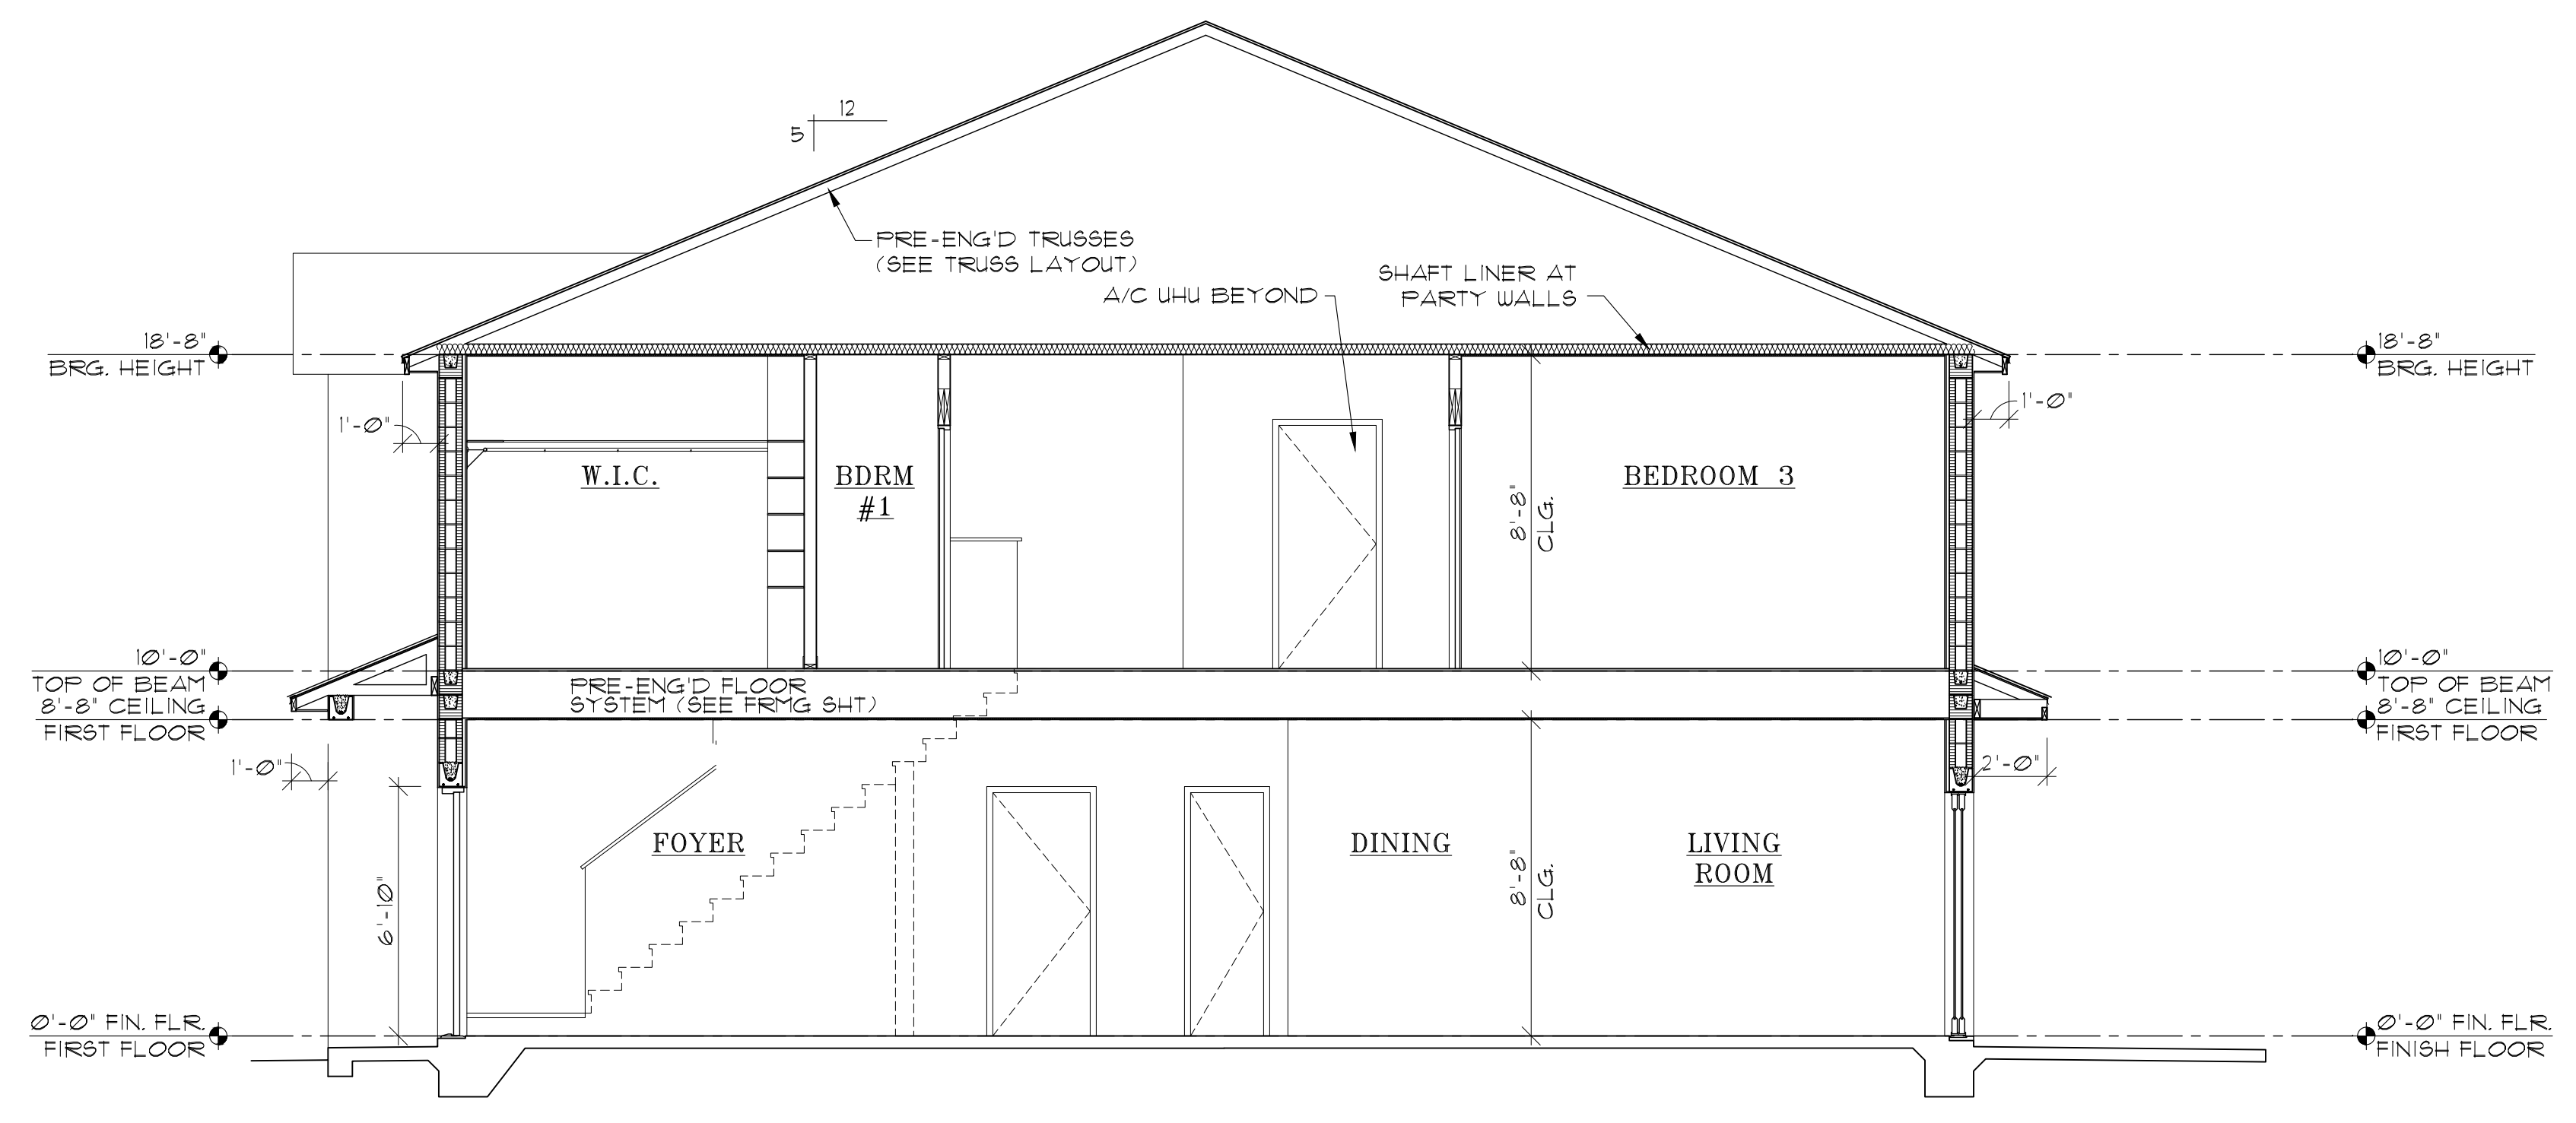 12
5
PRE-ENG'D TRUSSES
(SEE TRUSS LAYOUT)
A/C UHU BEYOND
SHAFT LINER AT
PARTY WALLS
18'-8"
BRG. HEIGHT
18'-8"
BRG. HEIGHT
1'-0"
1'-0"
W.I.C.
BDRM
#1
8'-8"
CLG.
BEDROOM 3
10'-0"
TOP OF BEAM
8'-8" CEILING
FIRST FLOOR
PRE-ENG'D FLOOR
SYSTEM (SEE FRMG SHT)
10'-0"
TOP OF BEAM
8'-8" CEILING
FIRST FLOOR
1'-0"
2'-0"
6'-10"
FOYER
DINING
8'-8"
CLG.
LIVING
ROOM
0'-0" FIN. FLR.
FIRST FLOOR
0'-0" FIN. FLR.
FINISH FLOOR